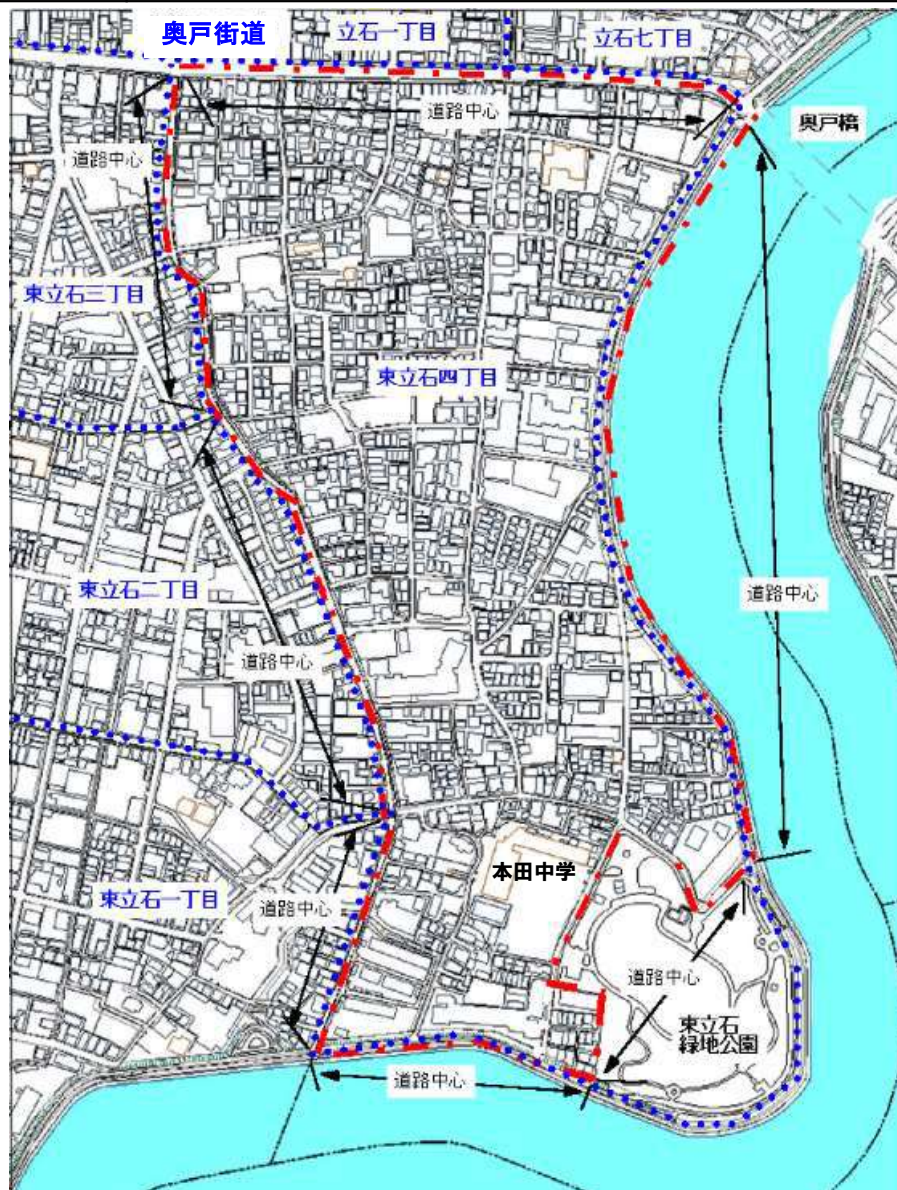 奥戸街道
立石一丁目
立石七丁目
道路中心
奥戸橋
道路中心
東立石三丁目
東立石四丁目
東立石二丁目
道路中心
道路中心
本田中学
東立石一丁目
道路中心
道路中心
東立石
緑地公園
道路中心